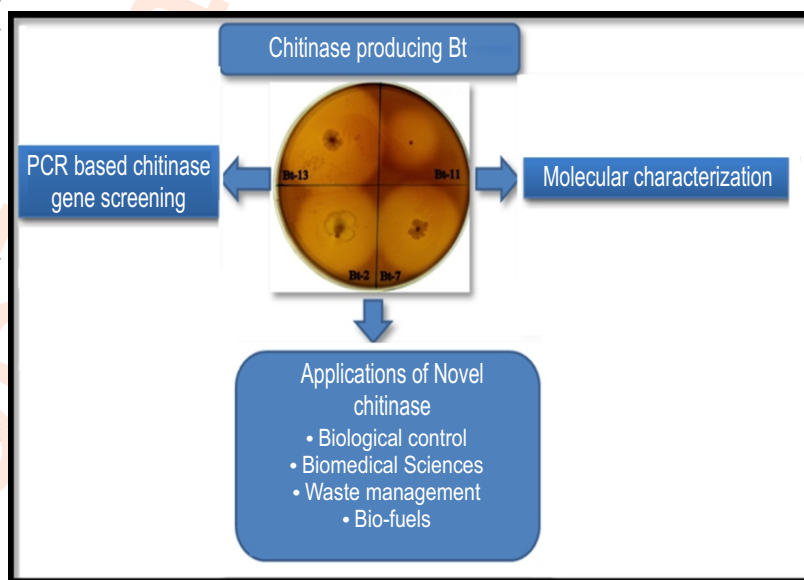 Chitinase producing Bt
PCR based chitinase
gene screening
Bt-13
Bt-11
Bt-2
Bt-7
Molecular characterization
Applications of Novel
chitinase
• Biological control
• Biomedical Sciences
• Waste management
• Bio-fuels